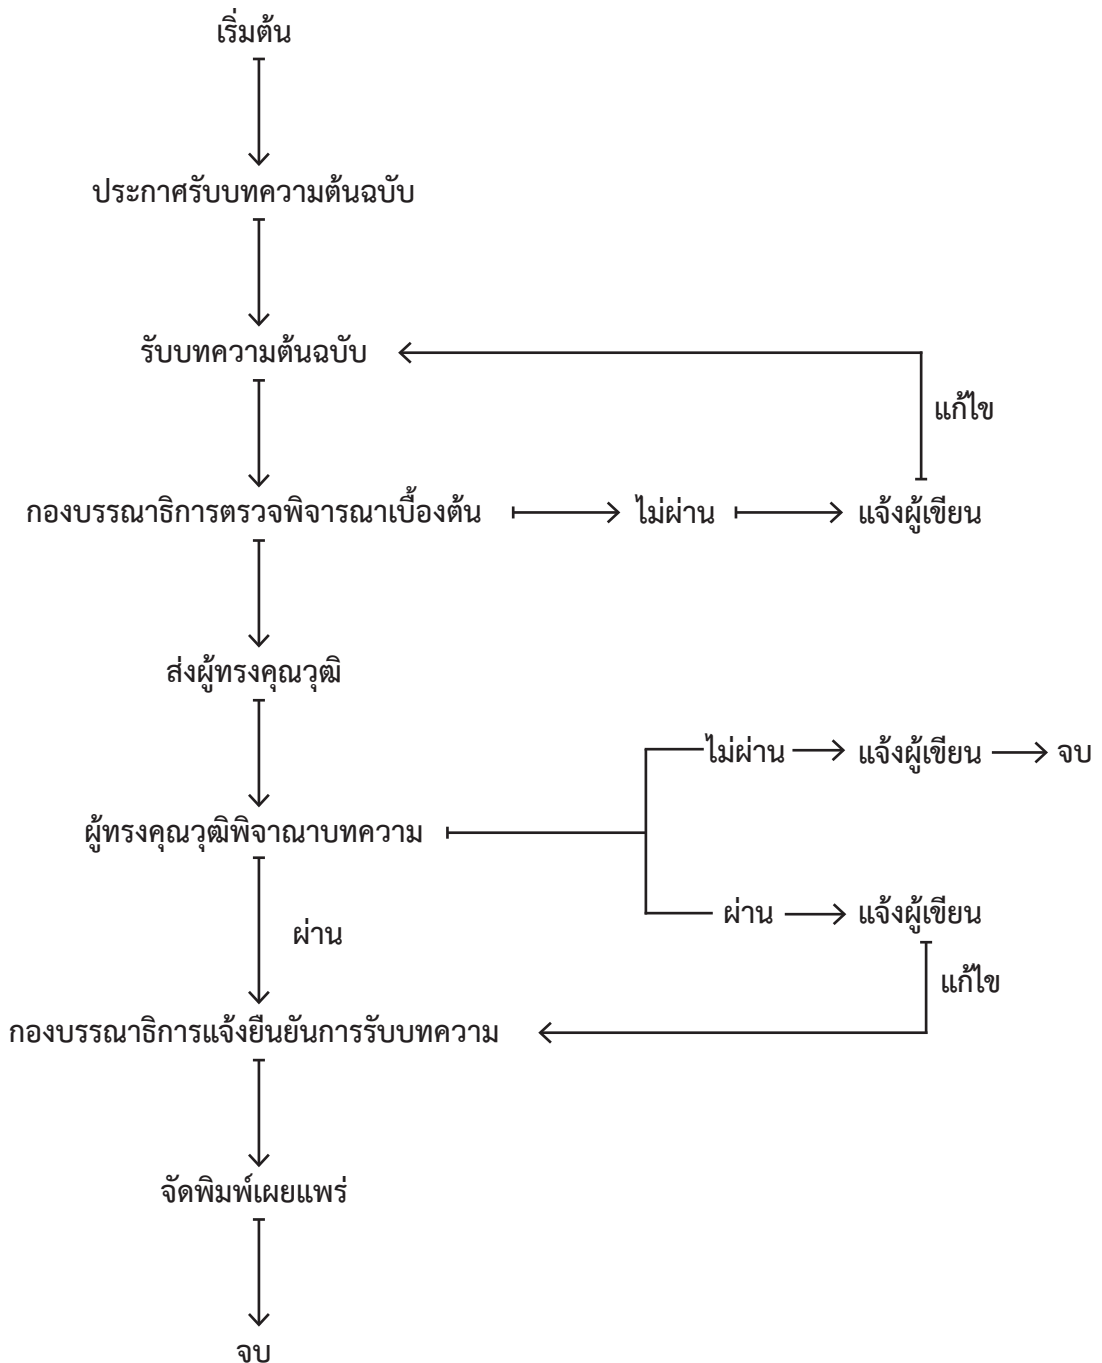 เริ่มต้น
ประกาศรับบทความต้นฉบับ
รับบทความต้นฉบับ
แก้ไข
กองบรรณาธิการตรวจพิจารณาเบื้องต้น
ไม่ผ่าน
แจ้งผู้เขียน
ส่งผู้ทรงคุณวุฒิ
ไม่ผ่าน
แจ้งผู้เขียน
จบ
ผู้ทรงคุณวุฒิพิจาณาบทความ
ผ่าน
แจ้งผู้เขียน
ผ่าน
แก้ไข
กองบรรณาธิการแจ้งยืนยันการรับบทความ
จัดพิมพ์เผยแพร่
จบ